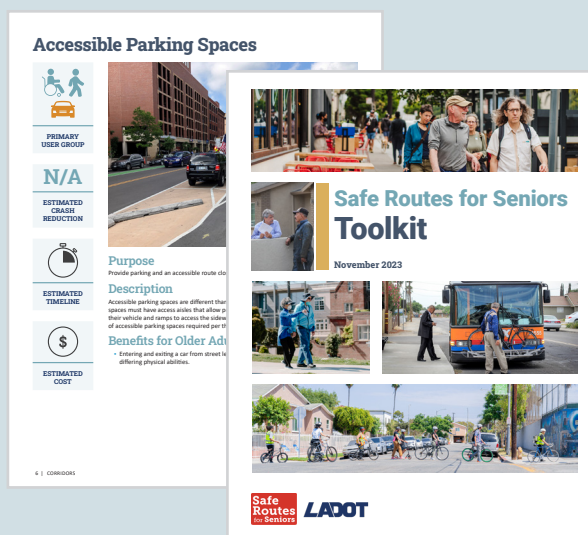 Accessible Parking Spaces
PRIMARY
USER GROUP
N/A
ESTIMATED
CRASH
REDUCTION
ESTIMATED
TIMELINE
$
ESTIMATED
COST
Purpose
Provide parking and an accessible route clo
Description
Accessible parking spaces are different than
spaces must have access aisles that allow p
their vehicle and ramps to access the sidew
of accessible parking spaces required per th
Benefits for Older Adu
• Entering and exiting a car from street le
differing physical abilities.
6 | CORRIDORS
Safe Routes for Seniors
Toolkit
November 2023
Safe
Routes
for Seniors
LADOT